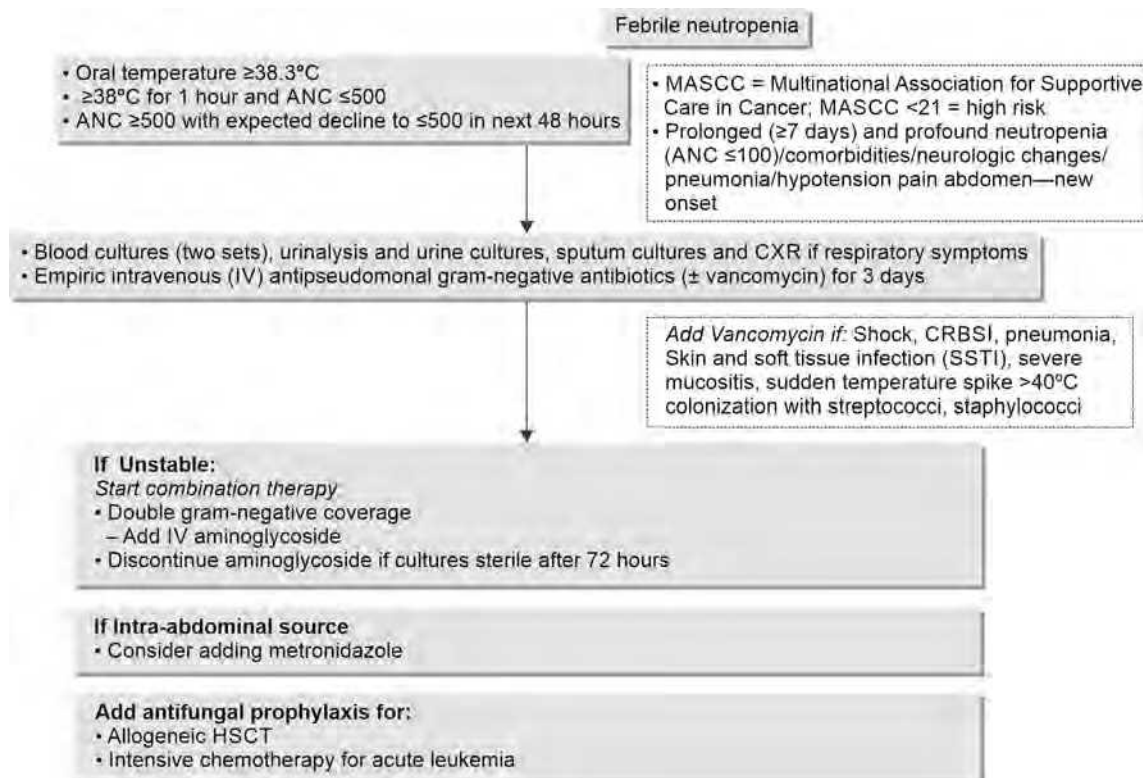 Febrile neutropenia
• Oral temperature ≥38.3ºC
• ≥38ºC for 1 hour and ANC ≤500
• ANC ≥500 with expected decline to ≤500 in next 48 hours
• MASCC = Multinational Association for Supportive
Care in Cancer; MASCC <21 = high risk
• Prolonged (≥7 days) and profound neutropenia
(ANC ≤100)/comorbidities/neurologic changes/
pneumonia/hypotension pain abdomen—new
onset
• Blood cultures (two sets), urinalysis and urine cultures, sputum cultures and CXR if respiratory symptoms
• Empiric intravenous (IV) antipseudomonal gram-negative antibiotics (± vancomycin) for 3 days
Add Vancomycin if: Shock, CRBSI, pneumonia,
Skin and soft tissue infection (SSTI), severe
mucositis, sudden temperature spike >40ºC
colonization with streptococci, staphylococci
If Unstable:
Start combination therapy
• Double gram-negative coverage
– Add IV aminoglycoside
• Discontinue aminoglycoside if cultures sterile after 72 hours
If Intra-abdominal source
• Consider adding metronidazole
Add antifungal prophylaxis for:
• Allogeneic HSCT
• Intensive chemotherapy for acute leukemia